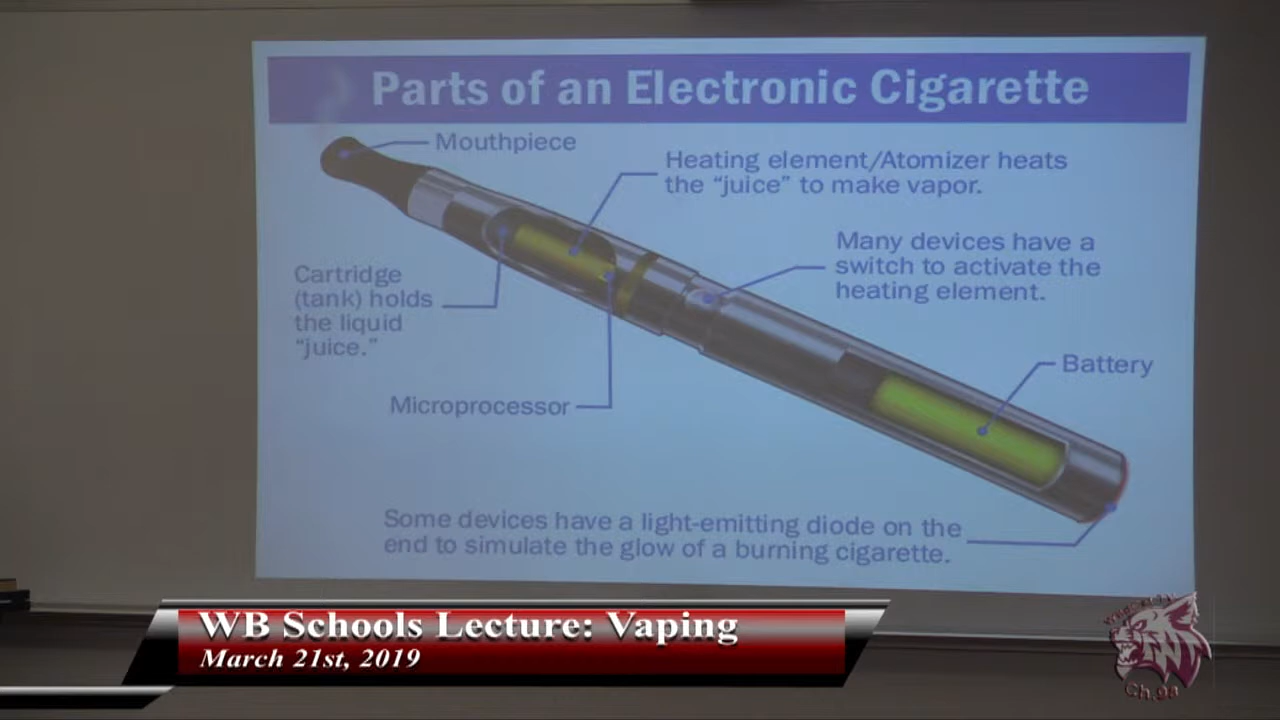 Parts of an Electronic Cigarette
Mouthpiece
Heating element/Atomizer heats
the “juice” to make vapor.
Many devices have a
switch to activate the
heating element.
Cartridge
(tank) holds
the liquid
“juice.”
Battery
Microprocessor
Some devices have a light-emitting diode on the
end to simulate the glow of a burning cigarette.
WB Schools Lecture: Vaping
March 21st, 2019
Ch.98